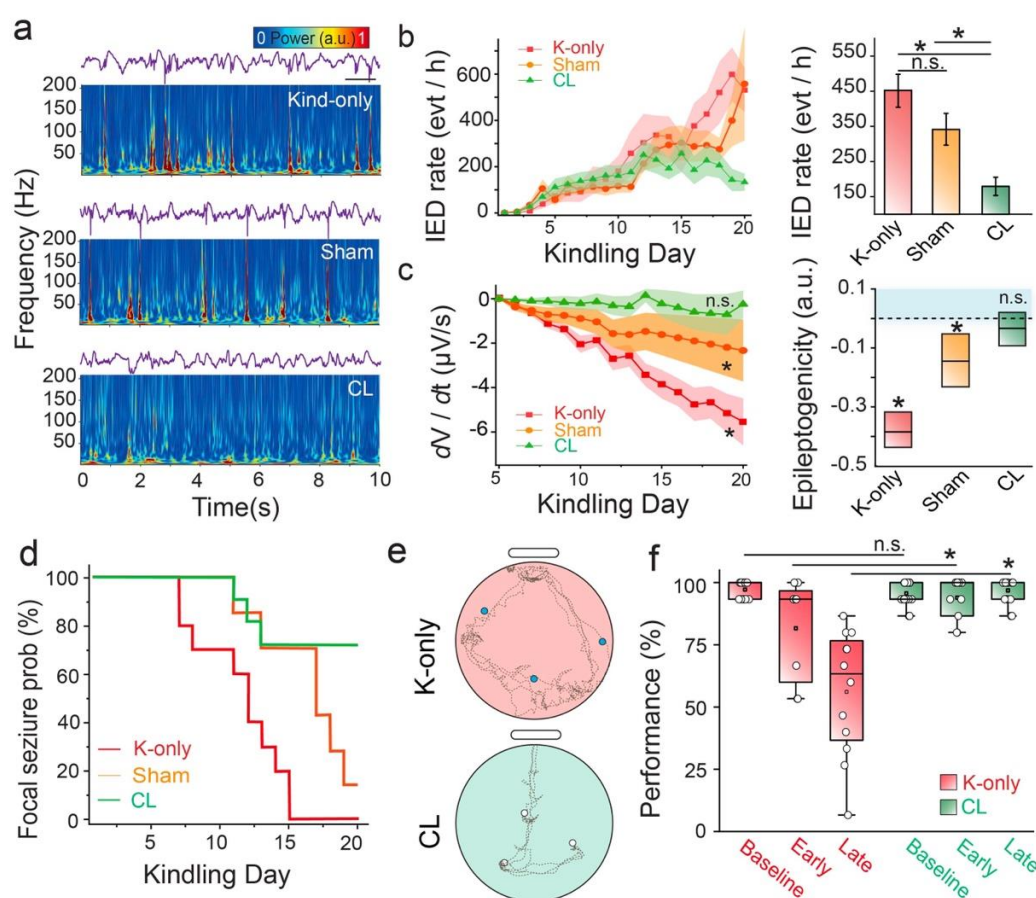 a
0 Power (a.u.) 1
Kind-only
200
150
100
50
Sham
200
150
100
50
CL
200
150
100
50
Frequency (Hz)
0 2 4 6 8 10
Time(s)
b
K-only
Sham
CL
IED rate (evt / h)
600
400
200
0
5 10 15 20
Kindling Day
* *
n.s.
IED rate (evt / h)
550
450
350
250
150
K-only Sham CL
c
n.s.
*
*
K-only
Sham
CL
dV / dt (µV/s)
0
-2
-4
-6
5 10 15 20
Kindling Day
Epileptogenicity (a.u.)
0.1
-0.1
-0.3
-0.5
n.s.
*
*
K-only Sham CL
d
Focal seziure prob (%)
100
80
60
40
20
0
K-only
Sham
CL
5 10 15 20
Kindling Day
e
K-only
CL
f
n.s. * *
Performance (%)
100
75
50
25
0
K-only
CL
Baseline Early Late Baseline Early Late